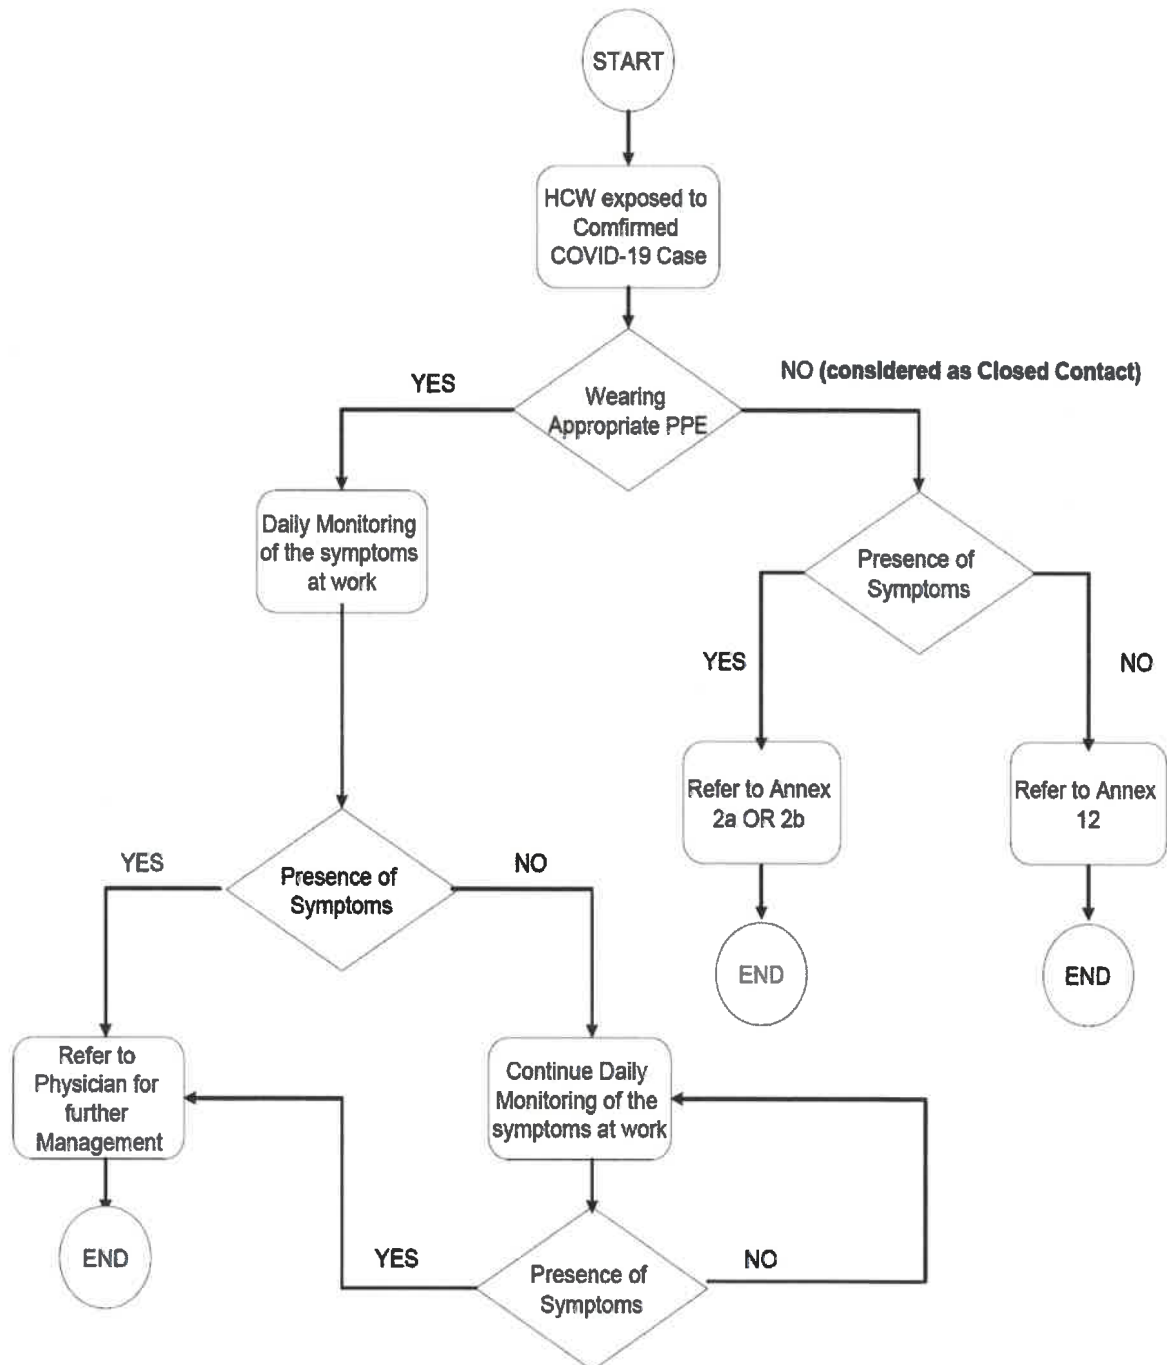 START
HCW exposed to
Comfirmed
COVID-19 Case
YES
NO (considered as Closed Contact)
Wearing
Appropriate PPE
Daily Monitoring
of the symptoms
at work
Presence of
Symptoms
YES
NO
Refer to Annex
2a OR 2b
Refer to Annex
12
YES
Presence of
Symptoms
NO
END
END
Refer to
Physician for
further
Management
Continue Daily
Monitoring of the
symptoms at work
END
YES
Presence of
Symptoms
NO